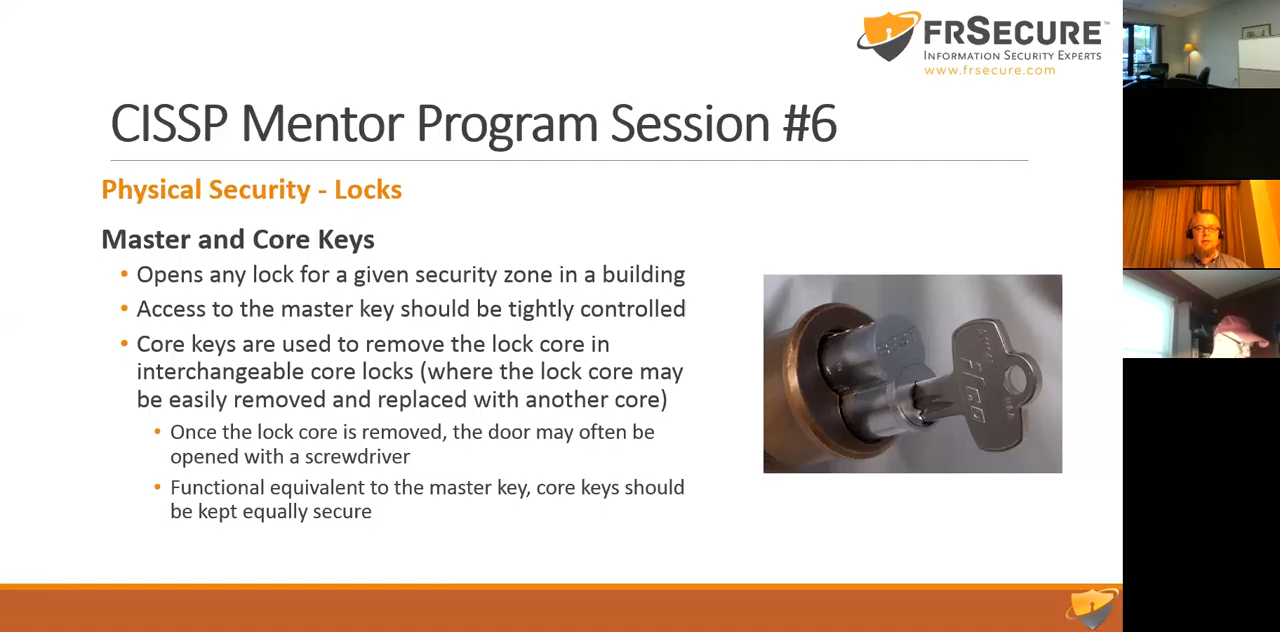 FRSECURE™
INFORMATION SECURITY EXPERTS
www.frsecure.com
CISSP Mentor Program Session #6
Physical Security - Locks
Master and Core Keys
• Opens any lock for a given security zone in a building
• Access to the master key should be tightly controlled
• Core keys are used to remove the lock core in
interchangeable core locks (where the lock core may
be easily removed and replaced with another core)
• Once the lock core is removed, the door may often be
opened with a screwdriver
• Functional equivalent to the master key, core keys should
be kept equally secure